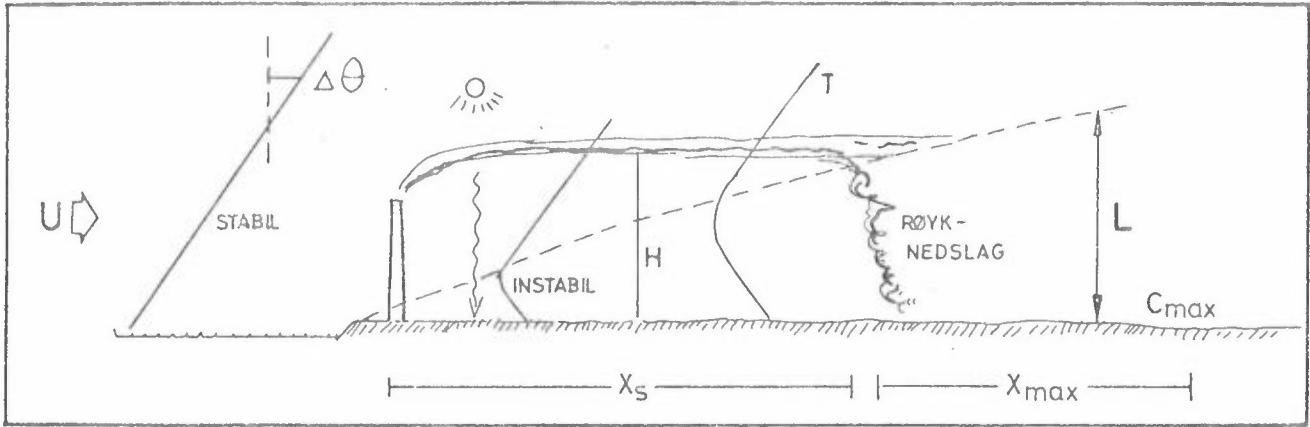 Δθ
T
U
STABIL
RØYK-
NEDSLAG
L
H
INSTABIL
Cmax
Xs
Xmax